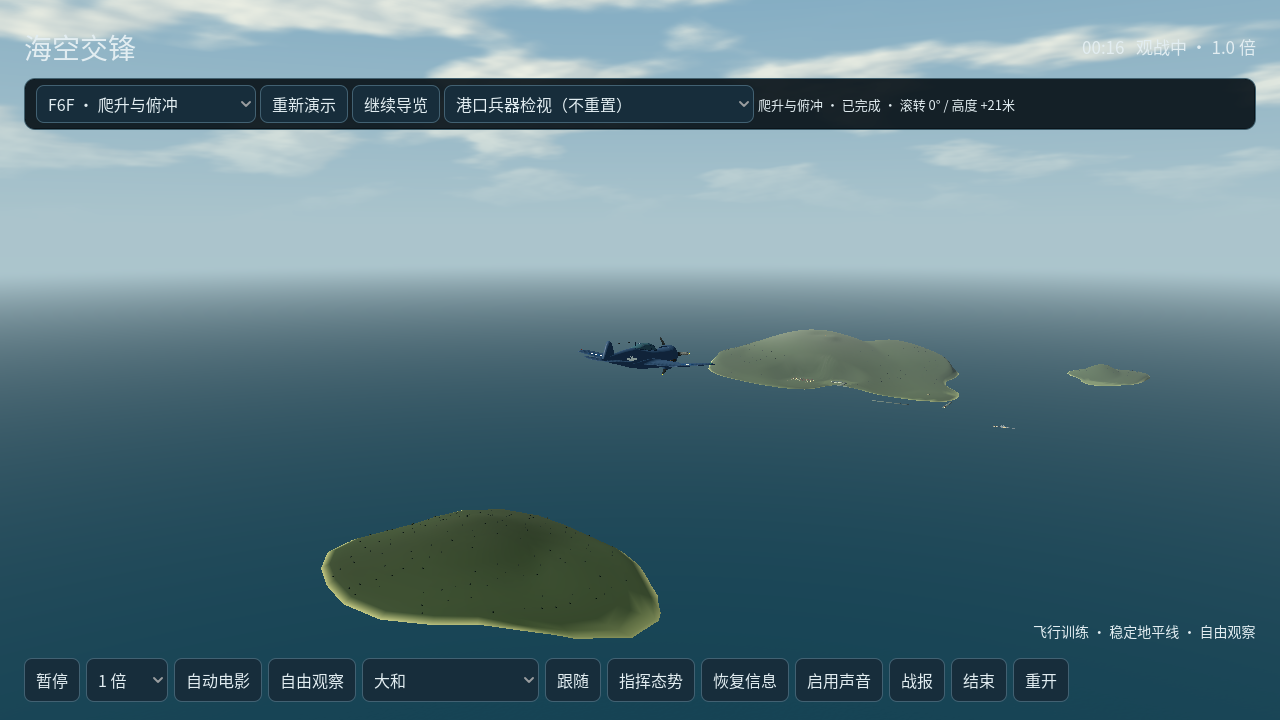 海空交锋
00:16 观战中 · 1.0 倍
F6F · 爬升与俯冲 重新演示 继续导览 港口兵器检视（不重置） 爬升与俯冲 · 已完成 · 滚转 0° / 高度 +21米
飞行训练 · 稳定地平线 · 自由观察
暂停 1 倍 自动电影 自由观察 大和 跟随 指挥态势 恢复信息 启用声音 战报 结束 重开